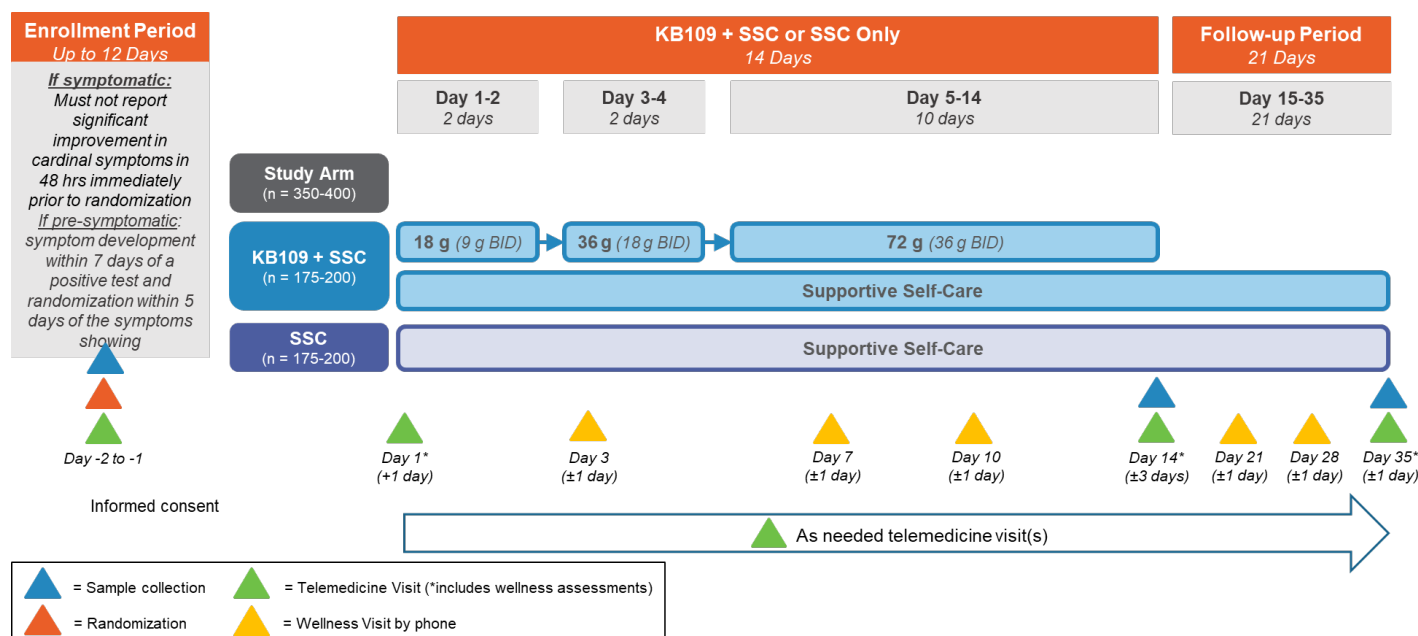 Enrollment Period
Up to 12 Days
If symptomatic:
Must not report
significant
improvement in
cardinal symptoms in
48 hrs immediately
prior to randomization
If pre-symptomatic:
symptom development
within 7 days of a
positive test and
randomization within 5
days of the symptoms
showing
KB109 + SSC or SSC Only
14 Days
Follow-up Period
21 Days
Day 1-2
2 days
Day 3-4
2 days
Day 5-14
10 days
Day 15-35
21 days
Study Arm
(n = 350-400)
KB109 + SSC
(n = 175-200)
18 g (9 g BID)
36 g (18 g BID)
72 g (36 g BID)
Supportive Self-Care
SSC
(n = 175-200)
Supportive Self-Care
Day -2 to -1
Day 1*
(+1 day)
Day 3
(±1 day)
Day 7
(±1 day)
Day 10
(±1 day)
Day 14*
(±3 days)
Day 21
(±1 day)
Day 28
(±1 day)
Day 35*
(±1 day)
Informed consent
As needed telemedicine visit(s)
= Sample collection
= Telemedicine Visit (*includes wellness assessments)
= Randomization
= Wellness Visit by phone